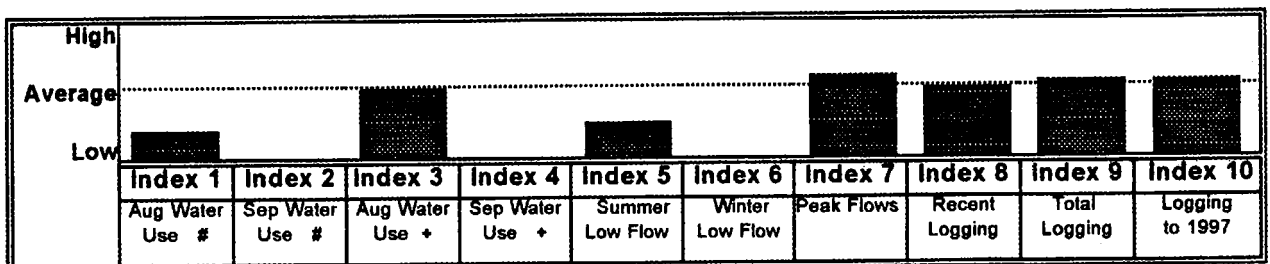 High
Average
Low
Index 1 Index 2 Index 3 Index 4 Index 5 Index 6 Index 7 Index 8 Index 9 Index 10
Aug Water Sep Water Aug Water Sep Water Summer Winter Peak Flows Recent Total Logging
Use # Use # Use + Use + Low Flow Low Flow Logging Logging to 1997